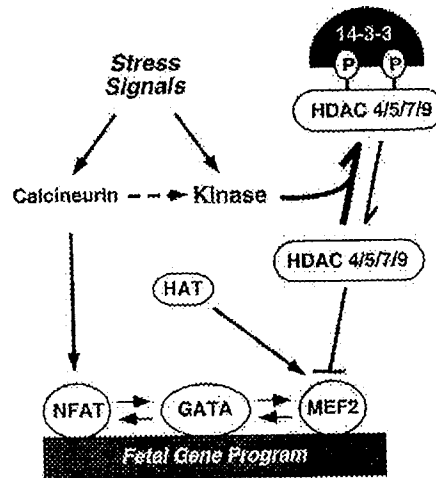 14-3-3
P P
HDAC 4/5/7/9
Stress
Signals
Calcineurin
Kinase
HDAC 4/5/7/9
HAT
NFAT
GATA
MEF2
Fetal Gene Program